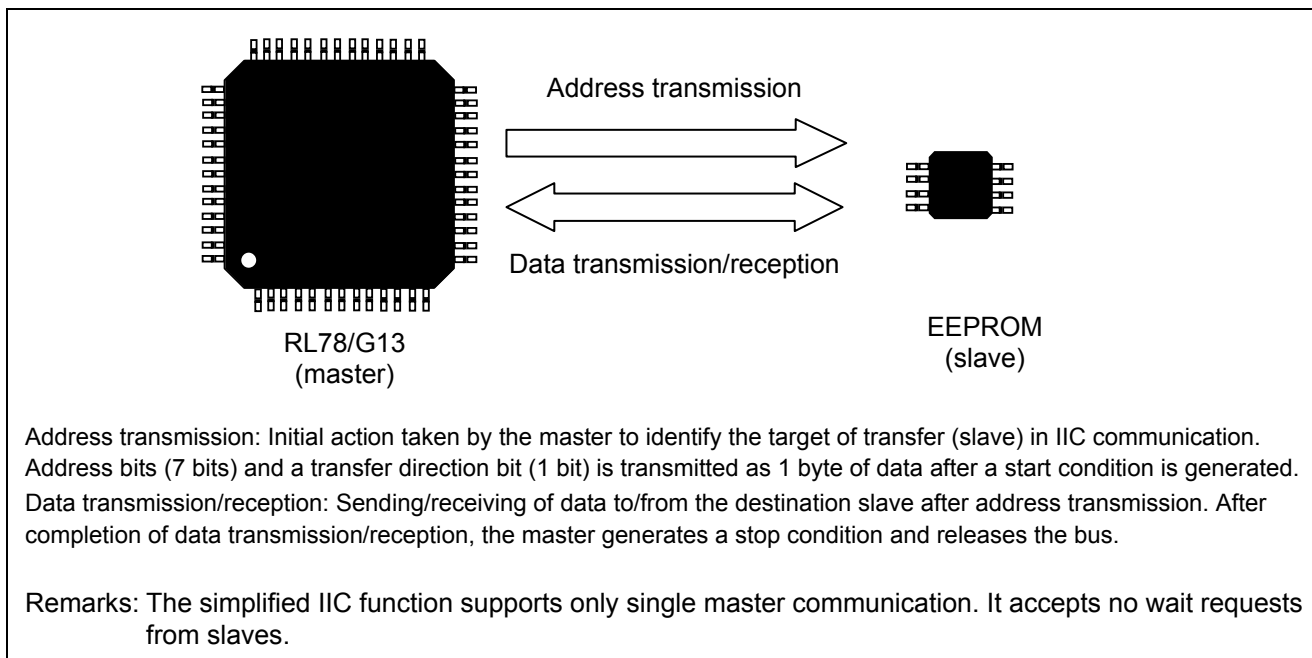 Address transmission
Data transmission/reception
RL78/G13
(master)
EEPROM
(slave)
Address transmission: Initial action taken by the master to identify the target of transfer (slave) in IIC communication.
Address bits (7 bits) and a transfer direction bit (1 bit) is transmitted as 1 byte of data after a start condition is generated.
Data transmission/reception: Sending/receiving of data to/from the destination slave after address transmission. After
completion of data transmission/reception, the master generates a stop condition and releases the bus.
Remarks: The simplified IIC function supports only single master communication. It accepts no wait requests
from slaves.